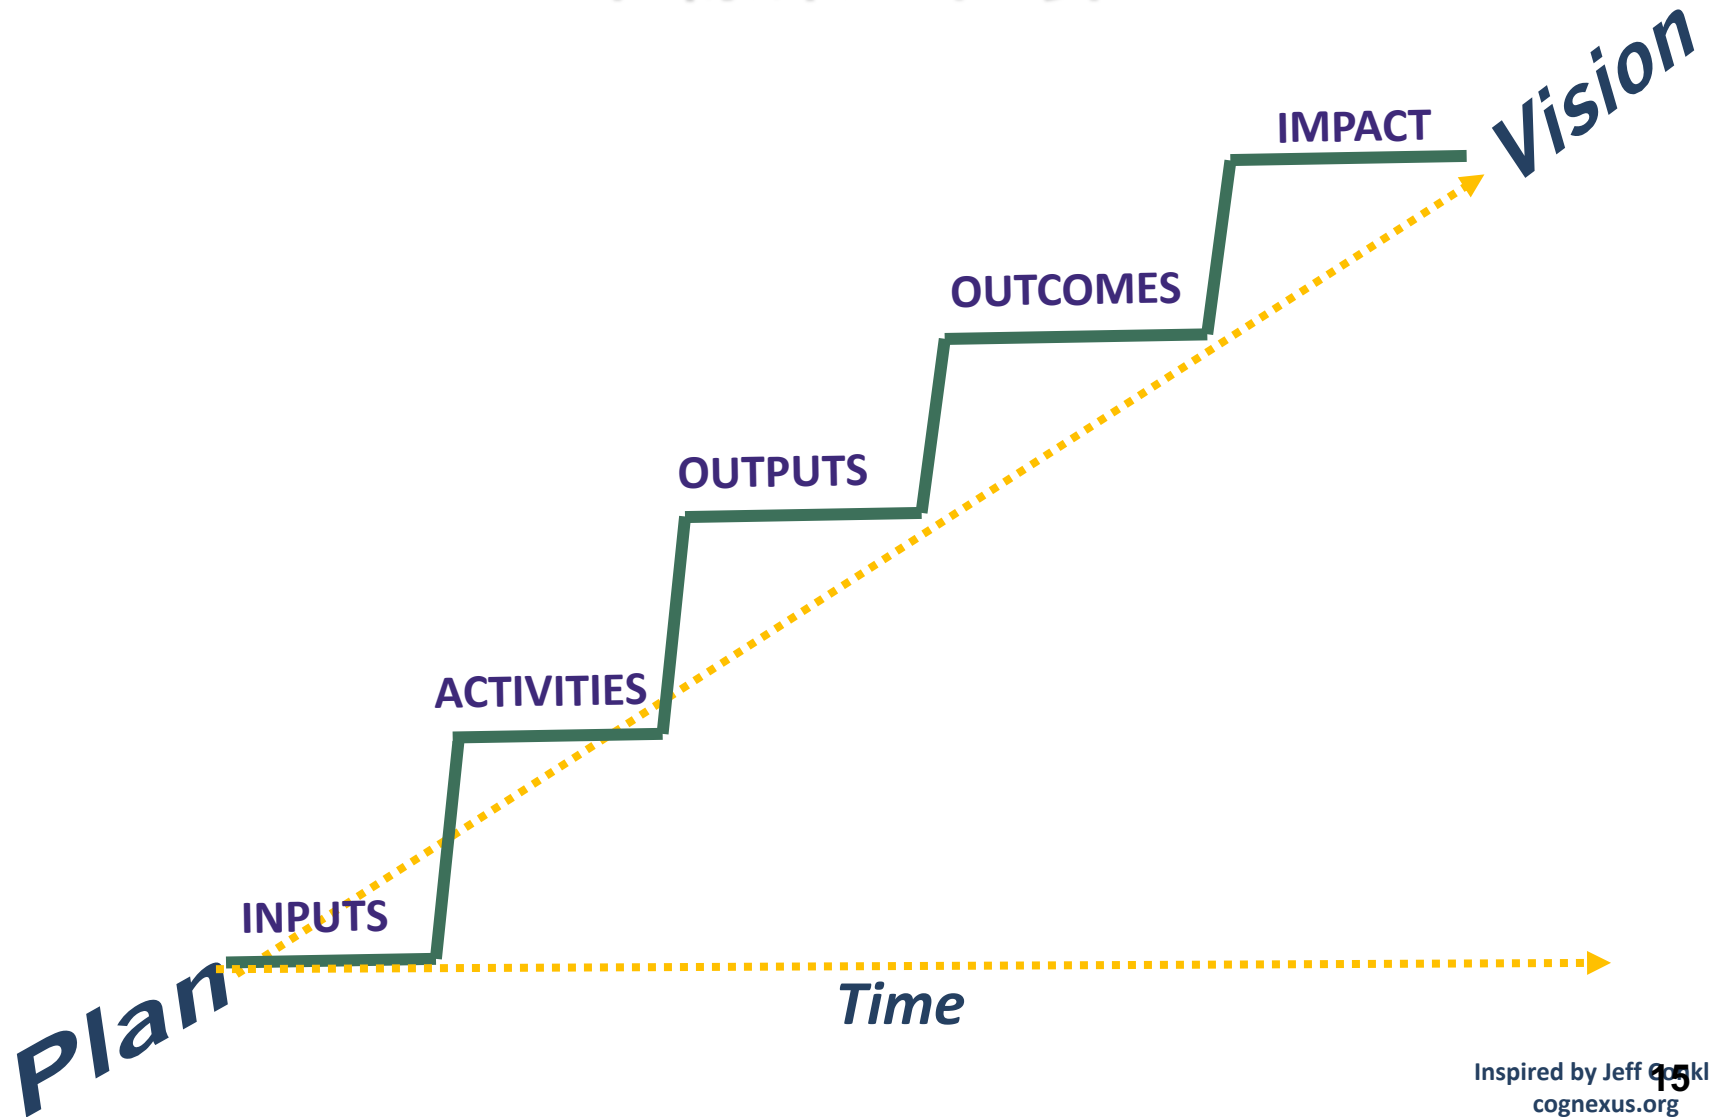 Vision
IMPACT
OUTCOMES
OUTPUTS
ACTIVITIES
INPUTS
Plan
Time
Inspired by Jeff
15
cognexus.org